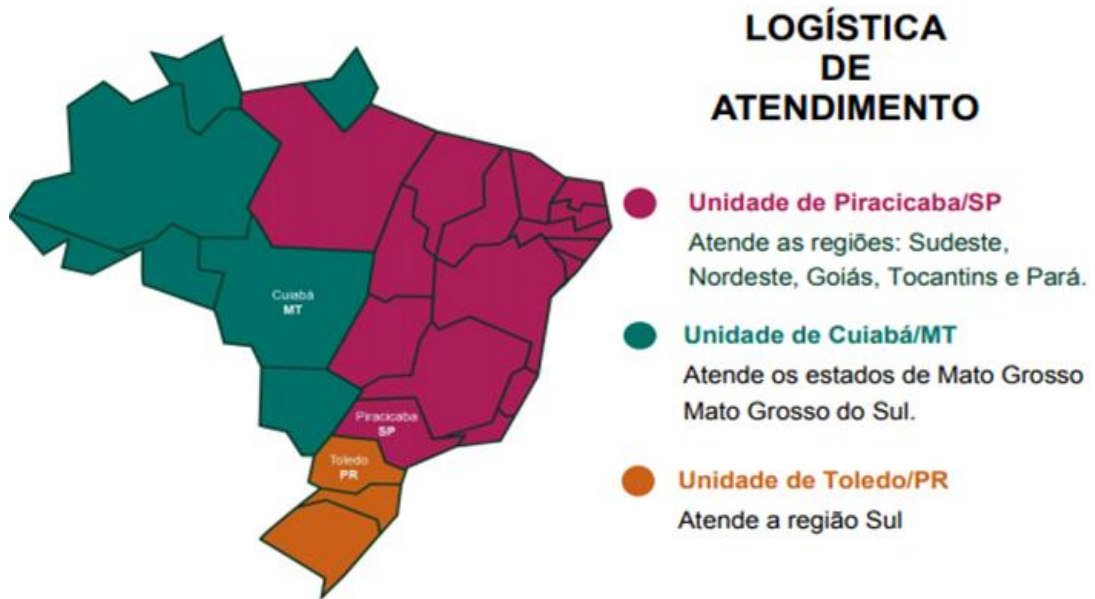 LOGÍSTICA
DE
ATENDIMENTO
Unidade de Piracicaba/SP
Atende as regiões: Sudeste,
Nordeste, Goiás, Tocantins e Pará.
Unidade de Cuiabá/MT
Atende os estados de Mato Grosso
Mato Grosso do Sul.
Unidade de Toledo/PR
Atende a região Sul
Cuiabá
MT
Piracicaba
SP
Toledo
PR